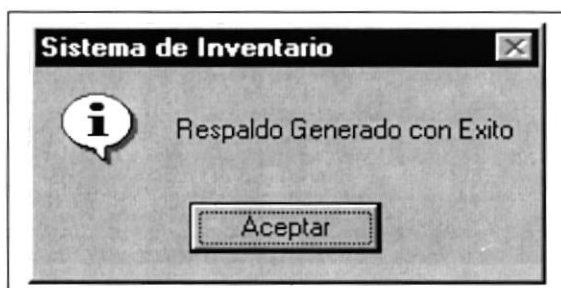 Sistema de Inventario
Respaldo Generado con Exito
Aceptar